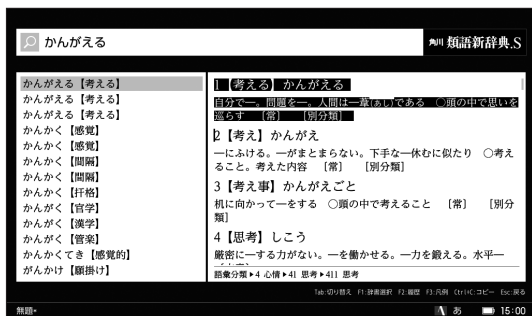 かんがえる
角川 類語新辞典.S
かんがえる【考える】
かんがえる【考える】
かんがえる【考える】
かんかく【感覚】
かんかく【感覚】
かんかく【間隔】
かんかく【間隔】
かんかく【扞格】
かんがく【官学】
かんがく【漢学】
かんがく【管楽】
かんかくてき【感覚的】
がんかけ【願掛け】
1【考える】かんがえる
自分で―。問題を―。人間は―葦(あし)である ○頭の中で思いを
巡らす [常] [別分類]
2【考え】かんがえ
―にふける。―がまとまらない。下手な―休むに似たり ○考え
ること。考えた内容 [常] [別分類]
3【考え事】かんがえごと
机に向かって―をする ○頭の中で考えること [常] [別分
類]
4【思考】しこう
厳密に―する力がない。―を働かせる。―力を鍛える。水平―
語彙分類▶4 心情▶41 思考▶411 思考
Tab:切り替え F1:辞書選択 F2:履歴 F3:凡例 Ctrl+C:コピー Esc:戻る
無題*
A あ 15:00